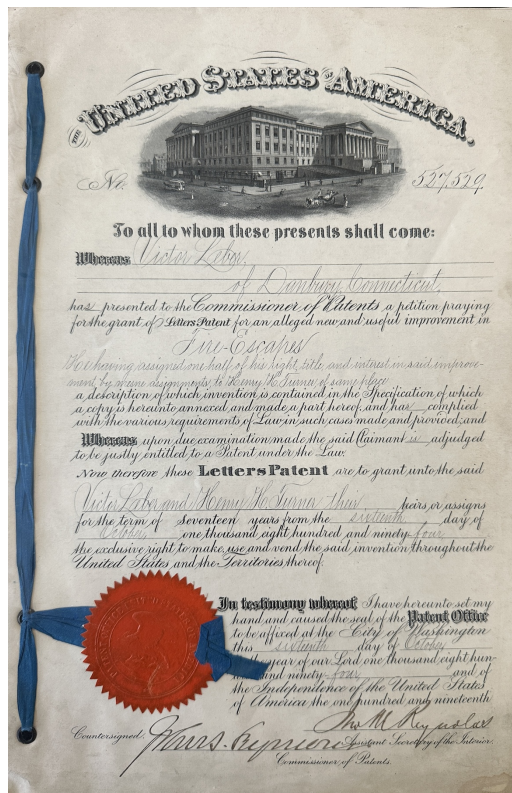 THE UNITED STATES OF AMERICA,
No. 527,529,
To all to whom these presents shall come:
Whereas Victor Labor,
of Danbury, Connecticut,
has presented to the Commissioner of Patents a petition praying
for the grant of Letters Patent for an alleged new and useful improvement in
Fire-Escapes
He having assigned one half of his right, title, and interest in said improve-
ment, by mesne assignments, to Henry H. Turner, of same place
a description of which invention is contained in the Specification of which
a copy is hereunto annexed and made a part hereof, and has complied
with the various requirements of Law in such cases made and provided, and
Whereas upon due examination made the said Claimant is adjudged
to be justly entitled to a Patent under the Law.
Now therefore these Letters Patent are to grant unto the said
Victor Labor and Henry H. Turner their heirs or assigns
for the term of Seventeen years from the sixteenth day of
October one thousand eight hundred and ninety-four
the exclusive right to make, use and vend the said invention throughout the
United States and the Territories thereof.
In testimony whereof I have hereunto set my
hand and caused the seal of the Patent Office
to be affixed at the City of Washington
this sixteenth day of October
year of our Lord one thousand eight hun-
and ninety-four and of
the Independence of the United States
of America the one hundred and nineteenth
Countersigned. Jno. M. Reynolds
Assistant Secretary of the Interior.
Commissioner of Patents.